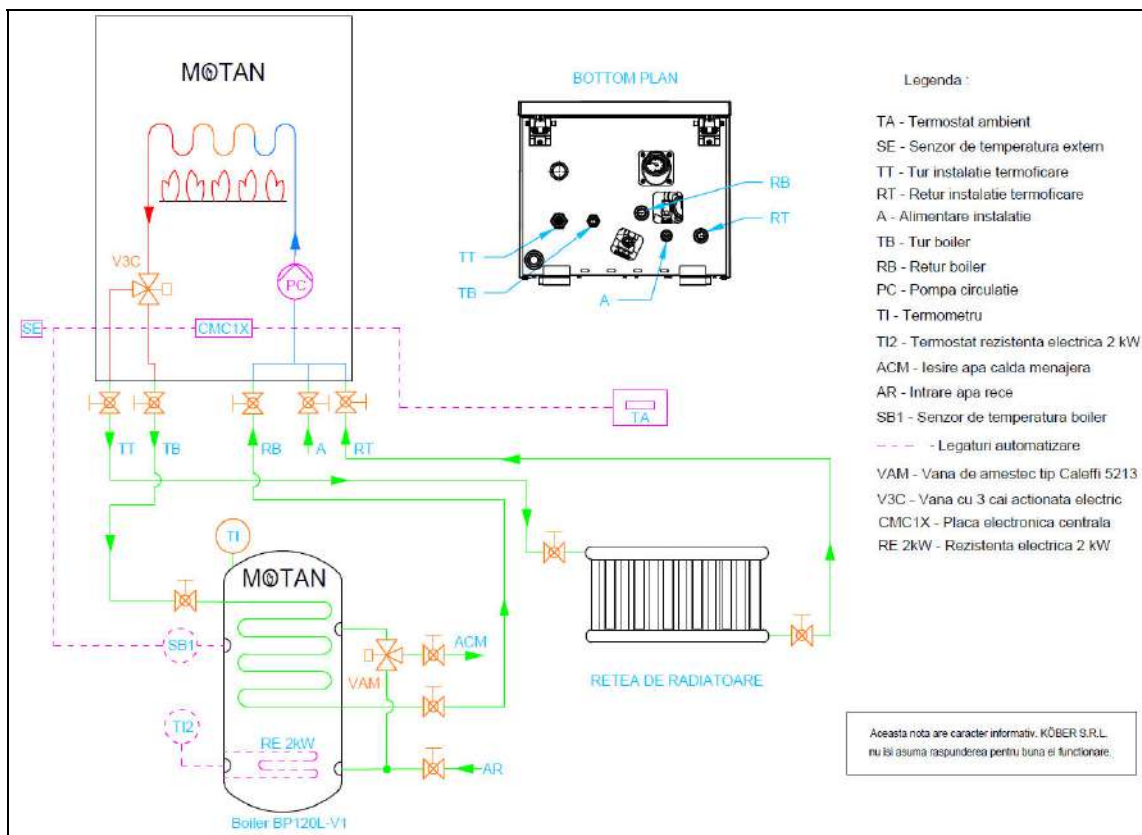 MOTAN
V3C
PC
SE
CMC1X
TA
TT
TB
RB
A
RT
BOTTOM PLAN
RB
RT
TT
TB
A
TI
MOTAN
SB1
ACM
VAM
TI2
RE 2kW
AR
Boiler BP120L-V1
RETEA DE RADIATOARE
Legenda :
TA - Termostat ambient
SE - Senzor de temperatura extern
TT - Tur instalatie termoficare
RT - Retur instalatie termoficare
A - Alimentare instalatie
TB - Tur boiler
RB - Retur boiler
PC - Pompa circulatie
TI - Termometru
TI2 - Termostat rezistenta electrica 2 kW
ACM - Iesire apa calda menajera
AR - Intrare apa rece
SB1 - Senzor de temperatura boiler
- Legaturi automatizare
VAM - Vana de amestec tip Caleffi 5213
V3C - Vana cu 3 cai actionata electric
CMC1X - Placa electronica centrala
RE 2kW - Rezistenta electrica 2 kW
Aceasta nota are caracter informativ. KÖBER S.R.L.
nu isi asuma raspunderea pentru buna ei functionare.